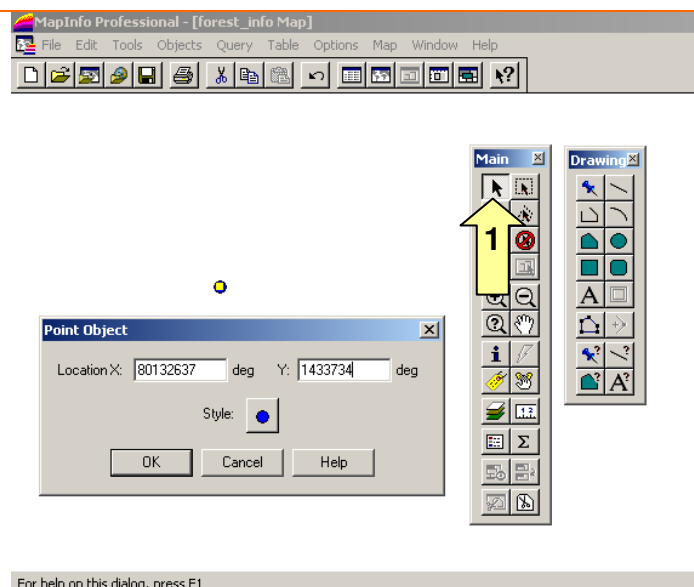 MapInfo Professional - [forest_info Map]
File Edit Tools Objects Query Table Options Map Window Help
Main
Drawing
1
Point Object
Location X: 80132637 deg Y: 1433734 deg
Style:
OK Cancel Help
For help on this dialog, press F1